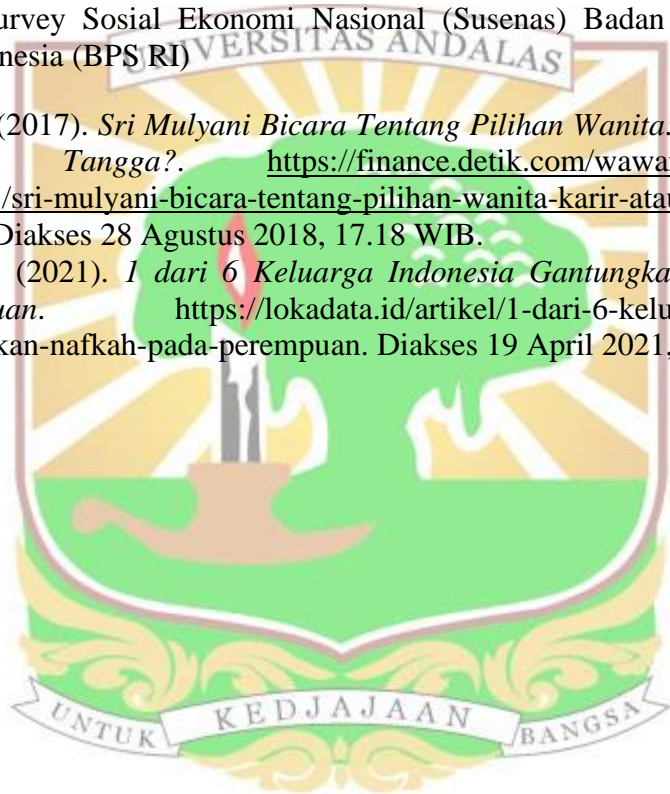 urvey Sosial Ekonomi Nasional (Susenas) Badan
nesia (BPS RI)
UNIVERSITAS ANDALAS
(2017). Sri Mulyani Bicara Tentang Pilihan Wanita:
Tangga?. https://finance.detik.com/wawa
/sri-mulyani-bicara-tentang-pilihan-wanita-karir-atau
Diakses 28 Agustus 2018, 17.18 WIB.
(2021). 1 dari 6 Keluarga Indonesia Gantungka
uan. https://lokadata.id/artikel/1-dari-6-kelu
kan-nafkah-pada-perempuan. Diakses 19 April 2021,
UNTUK KEDJAJAAN BANGSA